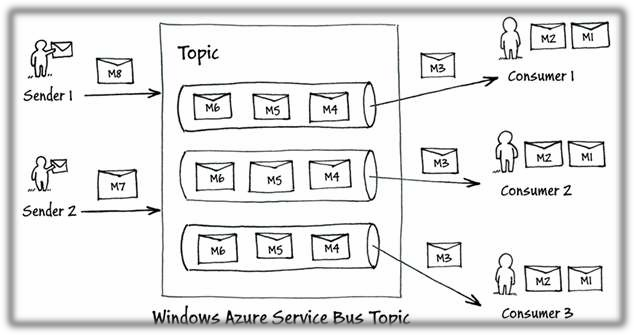 Topic
M8
Sender 1
M7
Sender 2
M6 M5 M4
M6 M5 M4
M6 M5 M4
M3
M2 M1
Consumer 1
M3
M2 M1
Consumer 2
M3
M2 M1
Consumer 3
Windows Azure Service Bus Topic